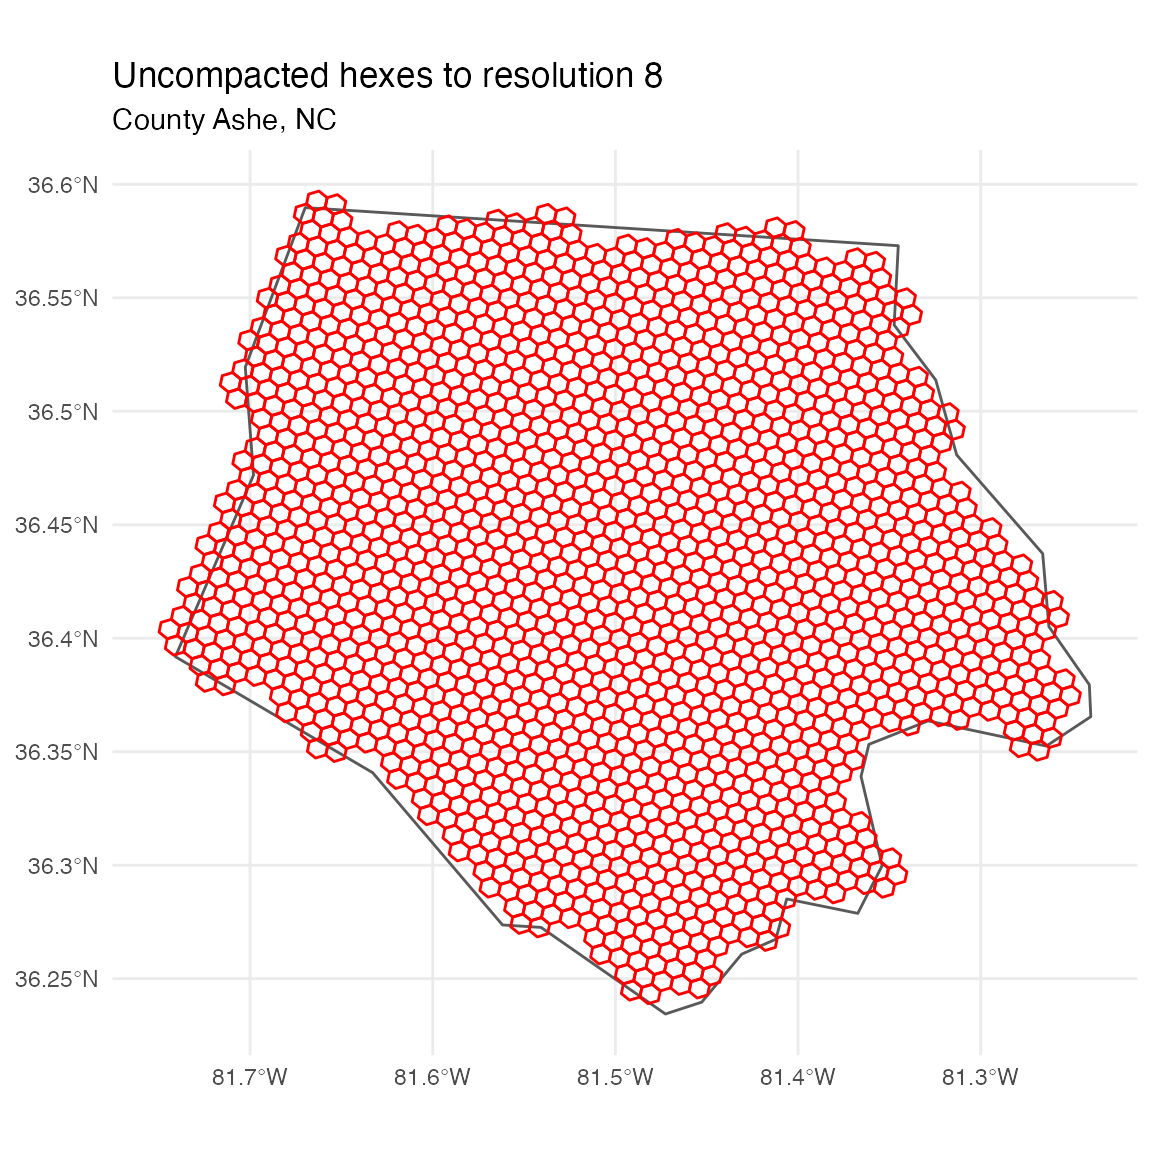 Uncompacted hexes to resolution 8
County Ashe, NC
36.6°N
36.55°N
36.5°N
36.45°N
36.4°N
36.35°N
36.3°N
36.25°N
81.7°W 81.6°W 81.5°W 81.4°W 81.3°W